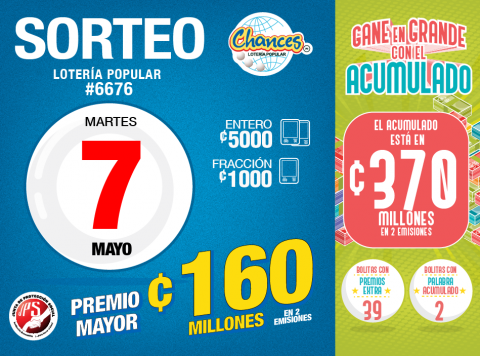 SORTEO
LOTERÍA POPULAR
#6676
Chances
LOTERÍA POPULAR
MARTES
7
MAYO
ENTERO
¢5000
FRACCIÓN
¢1000
JPS
PREMIO
MAYOR
¢160
MILLONES
EN 2
EMISIONES
GANE EN GRANDE
CON EL
ACUMULADO
EL ACUMULADO
ESTÁ EN
¢370
MILLONES
EN 2 EMISIONES
BOLITAS CON
PREMIOS
EXTRA
39
BOLITAS CON
PALABRA
ACUMULADO
2